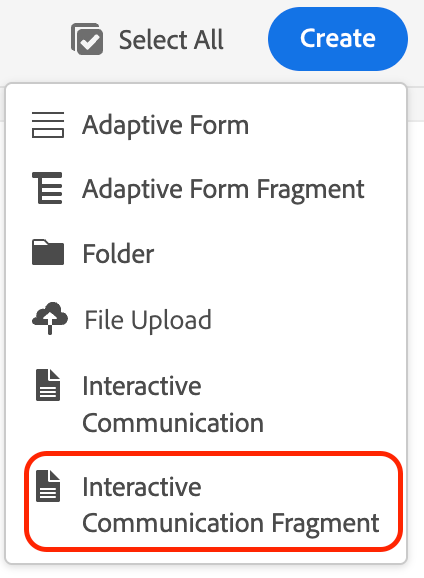 Select All
Create
Adaptive Form
Adaptive Form Fragment
Folder
File Upload
Interactive
Communication
Interactive
Communication Fragment